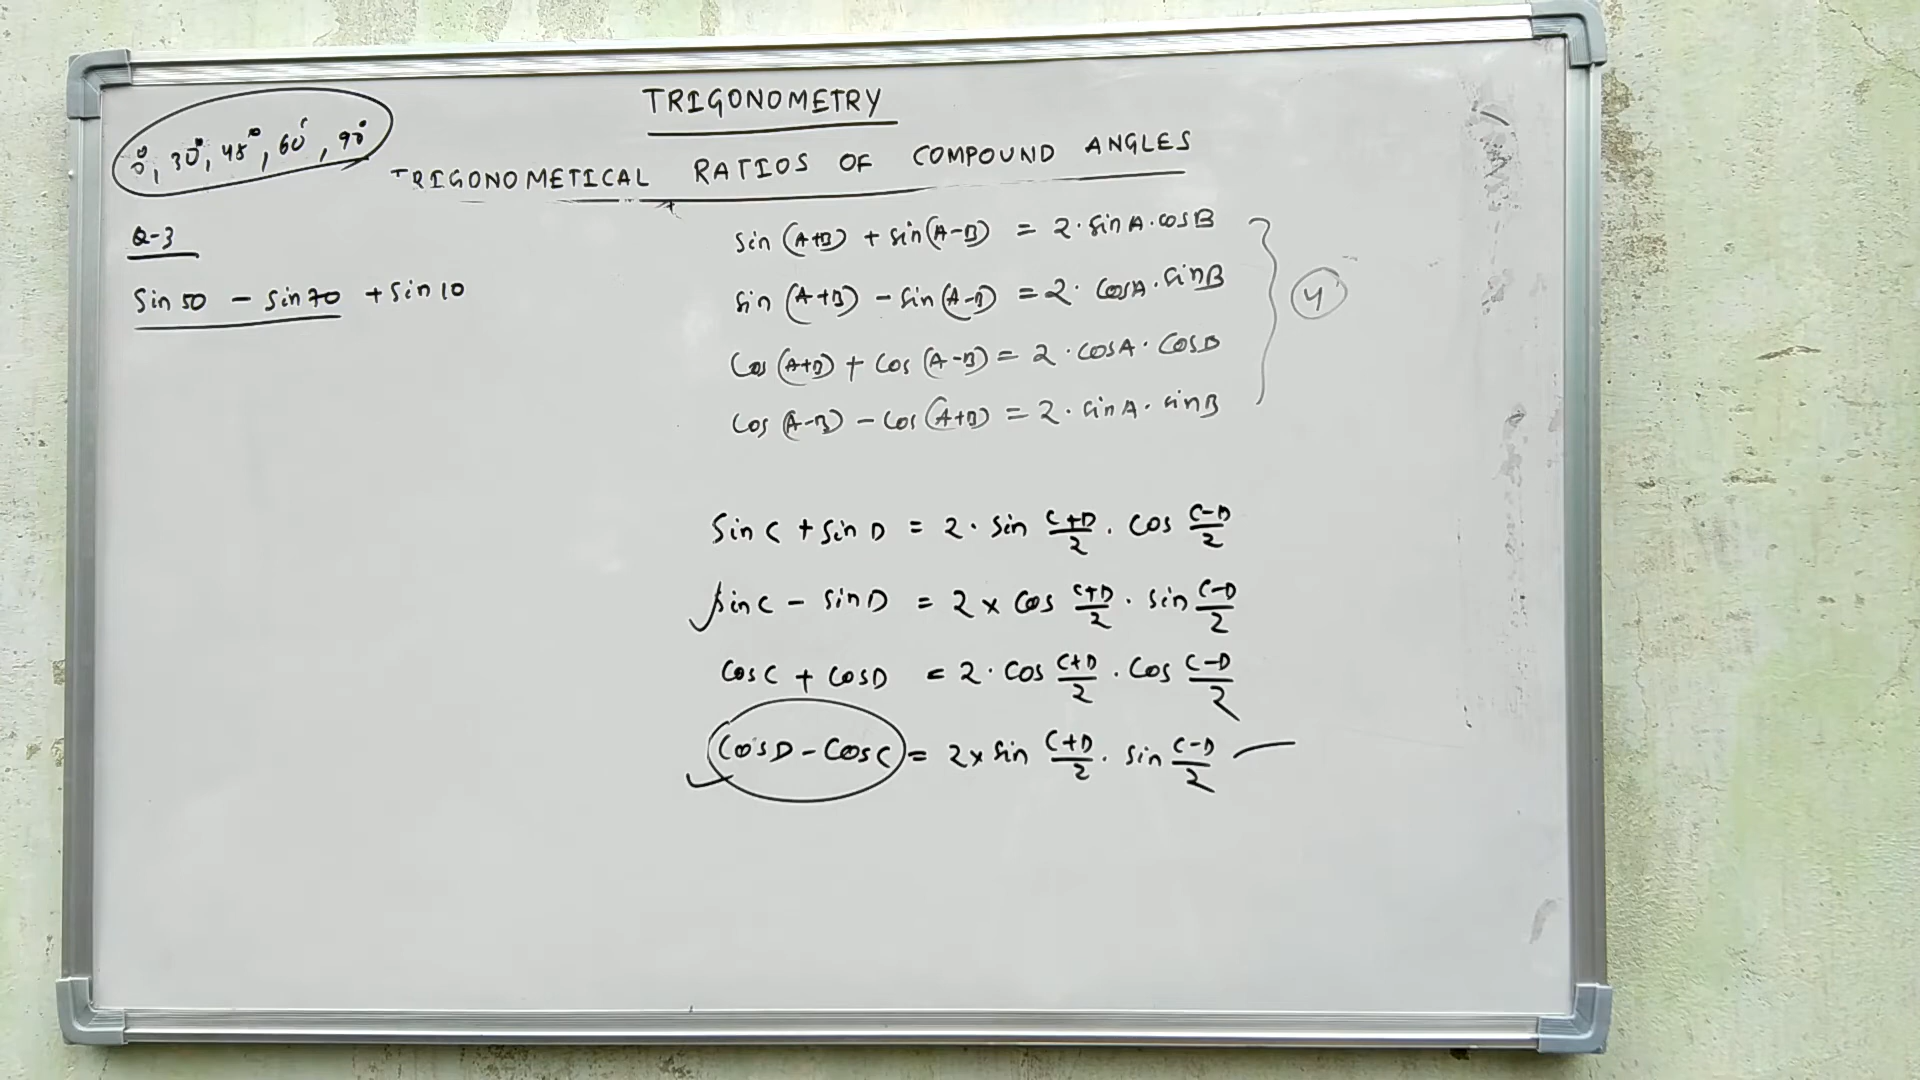 TRIGONOMETRY
0°, 30°, 45°, 60°, 90°
TRIGONOMETICAL RATIOS OF COMPOUND ANGLES
Q-3
Sin 50 - Sin 70 + Sin 10
Sin (A+B) + Sin (A-B) = 2 · Sin A · cos B
Sin (A+B) - Sin (A-B) = 2 · cos A · Sin B
Cos (A+B) + Cos (A-B) = 2 · cos A · Cos B
Cos (A-B) - Cos (A+B) = 2 · Sin A · Sin B
4
Sin C + Sin D = 2 · Sin C+D/2 · Cos C-D/2
Sin C - Sin D = 2 × Cos C+D/2 · Sin C-D/2
Cos C + Cos D = 2 · Cos C+D/2 · Cos C-D/2
Cos D - Cos C = 2 × Sin C+D/2 · Sin C-D/2